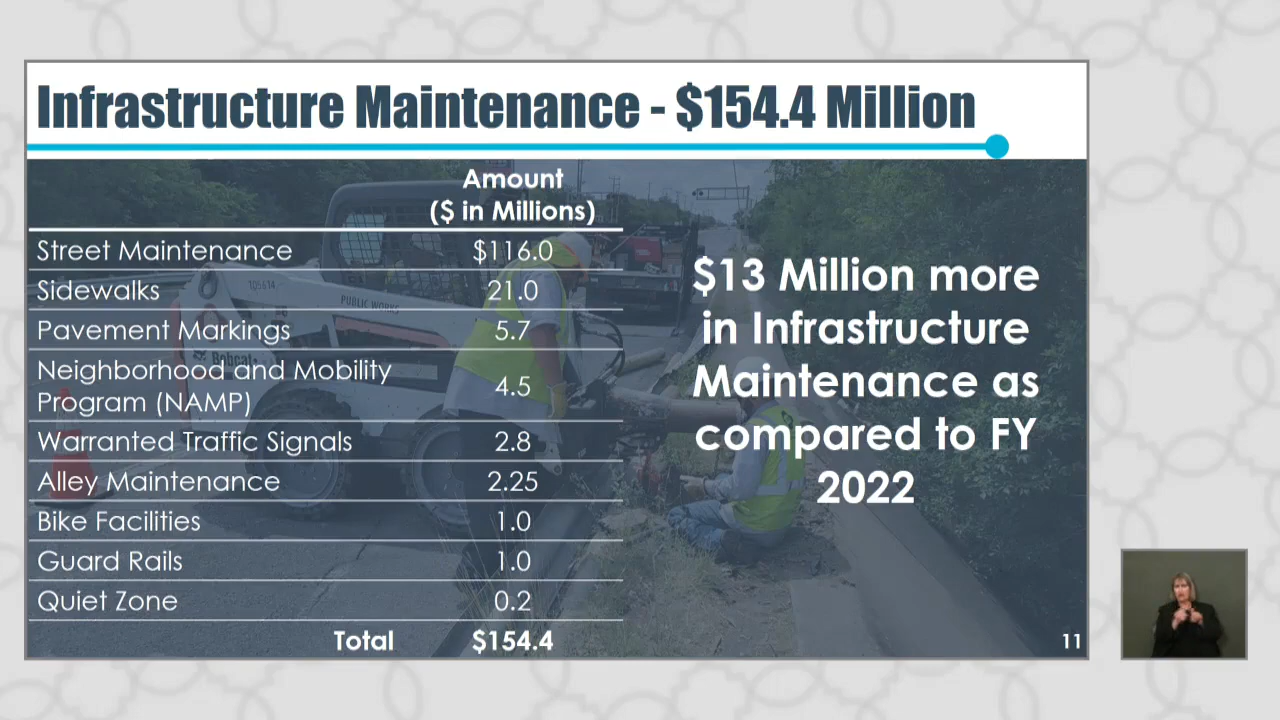 Infrastructure Maintenance - $154.4 Million
Amount
($ in Millions)
Street Maintenance $116.0
Sidewalks 21.0
Pavement Markings 5.7
Neighborhood and Mobility
Program (NAMP) 4.5
Warranted Traffic Signals 2.8
Alley Maintenance 2.25
Bike Facilities 1.0
Guard Rails 1.0
Quiet Zone 0.2
Total $154.4
$13 Million more
in Infrastructure
Maintenance as
compared to FY
2022
PUBLIC WORKS
Bobcat
11